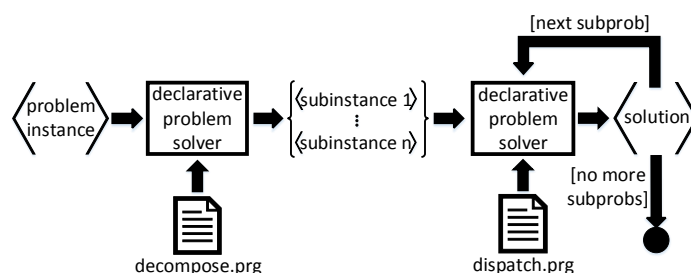 [next subprob]
problem
instance
declarative
problem
solver
⟨subinstance 1⟩
⋮
⟨subinstance n⟩
declarative
problem
solver
solution
[no more
subprobs]
decompose.prg
dispatch.prg